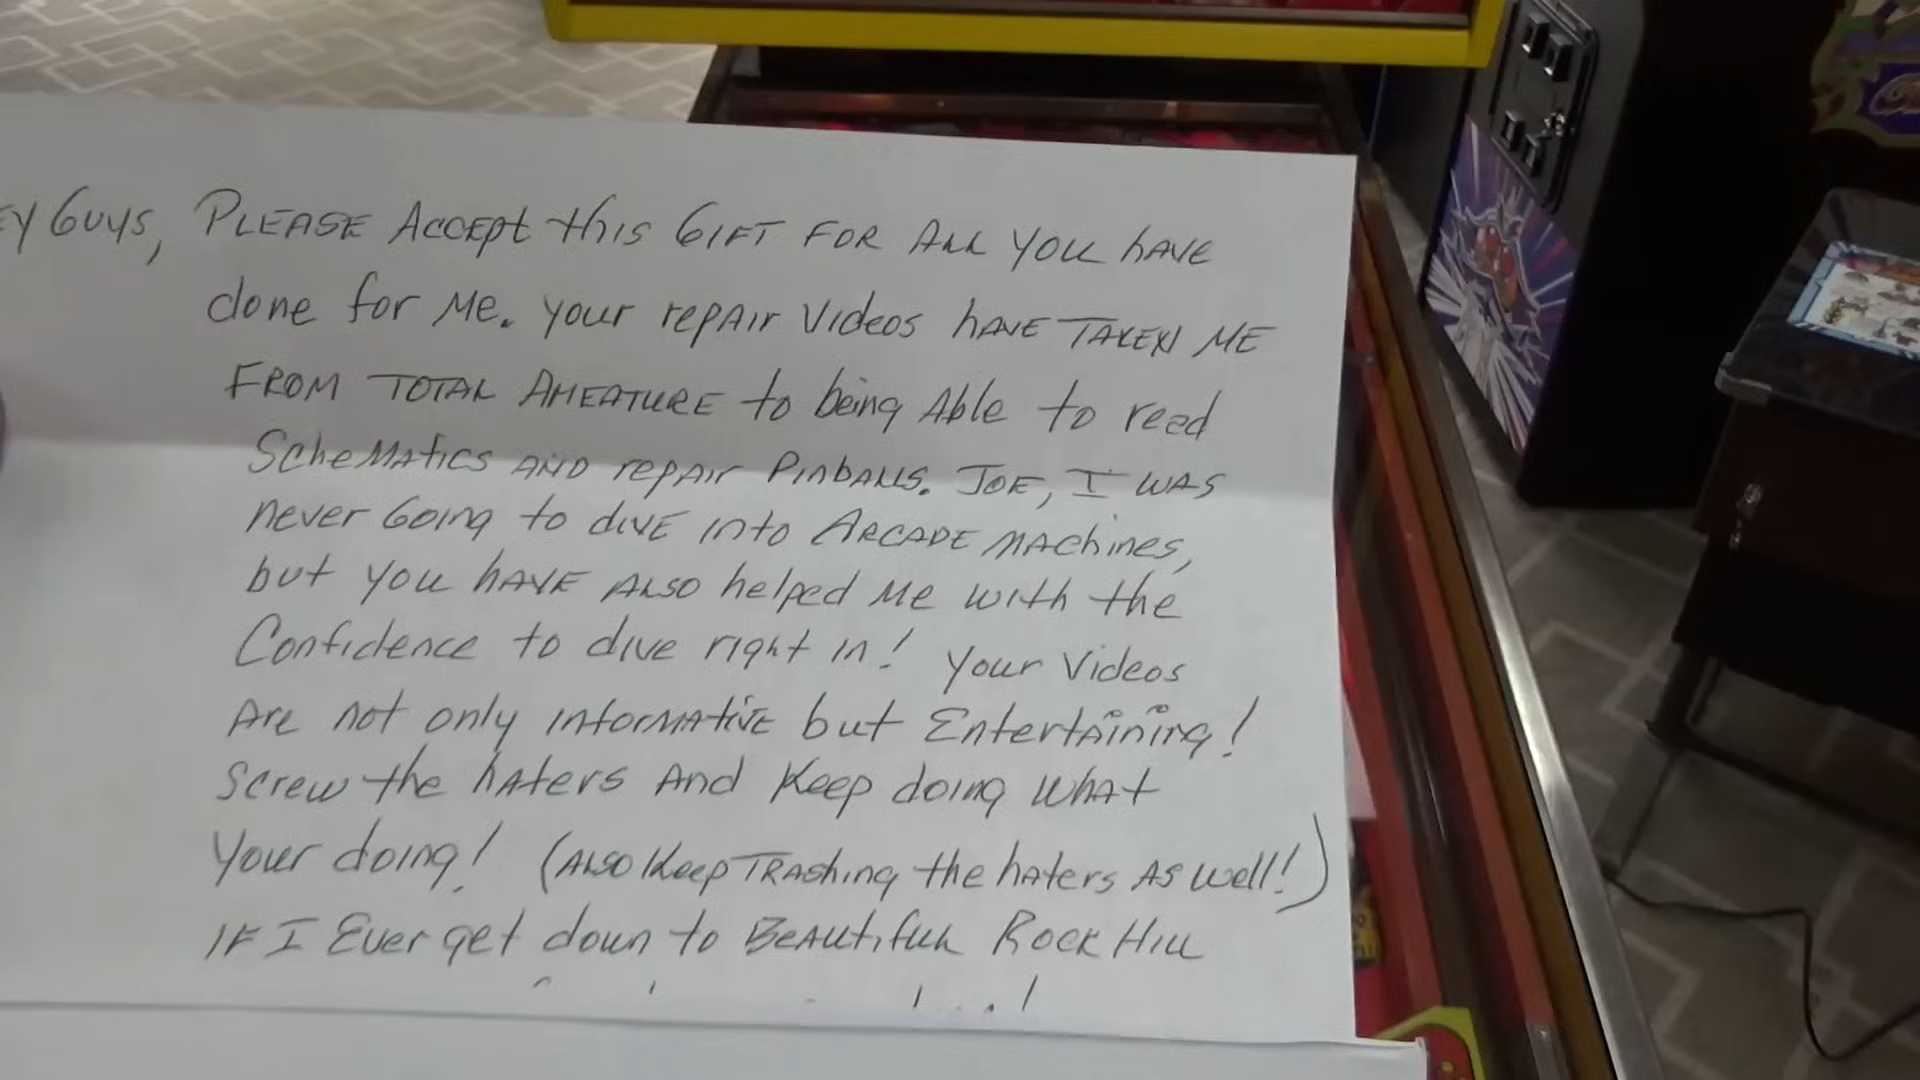 EY GUYS, PLEASE ACCEPt this GIFT FOR ALL YOU hAVE
done for Me. Your repAir Videos hAVE TAKEN ME
FROM TOTAL AMEATURE to being Able to read
ScheMAtics AND repAir PinbALLS. JOE, I WAS
never Going to diVE into ARCADE MAchines,
but you hAVE ALSO helped Me with the
Confidence to dive right in! Your Videos
Are not only inforMAtiVE but EntertAining!
Screw the hAters And Keep doing WhAt
Your doing! (ALSO Keep TRAShing the hAters AS Well!)
IF I Ever get down to BeAutifuL ROCK HiLL